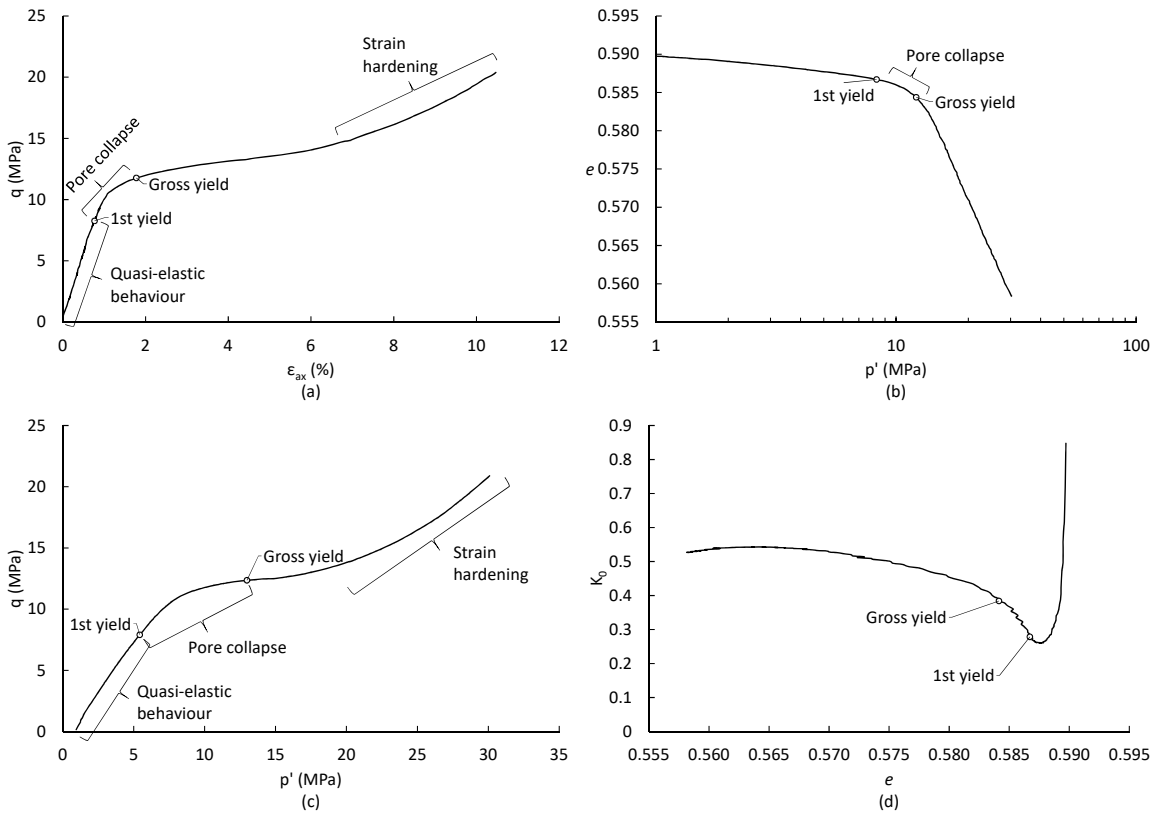 25
20
15
10
5
0
q (MPa)
0 2 4 6 8 10 12
ε_ax (%)
(a)
Strain
hardening
Pore collapse
Gross yield
1st yield
Quasi-elastic
behaviour
0.595
0.590
0.585
0.580
0.575
0.570
0.565
0.560
0.555
e
1 10 100
p' (MPa)
(b)
Pore collapse
1st yield
Gross yield
25
20
15
10
5
0
q (MPa)
0 5 10 15 20 25 30 35
p' (MPa)
(c)
Gross yield
1st yield
Pore collapse
Strain
hardening
Quasi-elastic
behaviour
0.9
0.8
0.7
0.6
0.5
0.4
0.3
0.2
0.1
0
K₀
0.555 0.560 0.565 0.570 0.575 0.580 0.585 0.590 0.595
e
(d)
Gross yield
1st yield